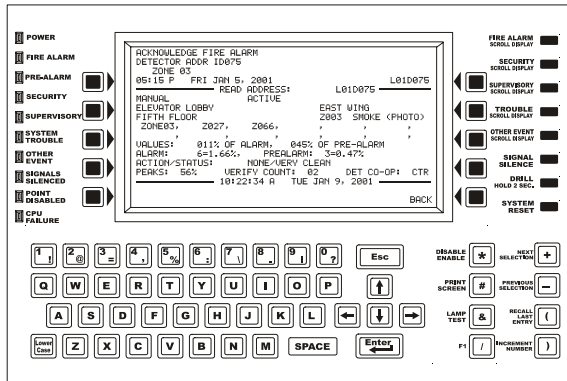 POWER
FIRE ALARM
PRE-ALARM
SECURITY
SUPERVISORY
SYSTEM
TROUBLE
OTHER
EVENT
SIGNALS
SILENCED
POINT
DISABLED
CPU
FAILURE
ACKNOWLEDGE FIRE ALARM
DETECTOR ADDR ID075
ZONE 03
05:15 P FRI JAN 5, 2001 L01D075
READ ADDRESS: L01D075
MANUAL ACTIVE
ELEVATOR LOBBY EAST WING
FIFTH FLOOR Z003 SMOKE (PHOTO)
ZONE03, Z027, Z066, , , , ,
, , , , , , ,
VALUES: 011% OF ALARM, 045% OF PRE-ALARM
ALARM: 6=1.66%, PREALARM: 3=0.47%
ACTION/STATUS: NONE/VERY CLEAN
PEAKS: 56% VERIFY COUNT: 02 DET CO-OP: CTR
10:22:34 A TUE JAN 9, 2001
BACK
FIRE ALARM
SCROLL DISPLAY
SECURITY
SCROLL DISPLAY
SUPERVISORY
SCROLL DISPLAY
TROUBLE
SCROLL DISPLAY
OTHER EVENT
SCROLL DISPLAY
SIGNAL
SILENCE
DRILL
HOLD 2 SEC.
SYSTEM
RESET
1 ! 2 @ 3 = 4 , 5 % 6 : 7 \ 8 - 9 I 0 ? Esc
Q W E R T Y U I O P
A S D F G H J K L
Lower
Case Z X C V B N M SPACE Enter
DISABLE
ENABLE * NEXT
SELECTION +
PRINT
SCREEN # PREVIOUS
SELECTION –
LAMP
TEST & RECALL
LAST
ENTRY (
F1 / INCREMENT
NUMBER )